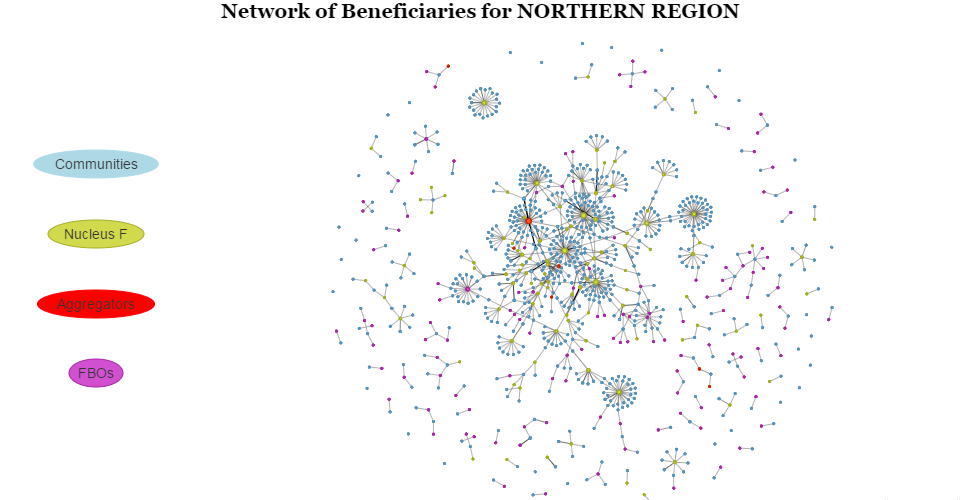 Network of Beneficiaries for NORTHERN REGION
Communities
Nucleus F
Aggregators
FBOs